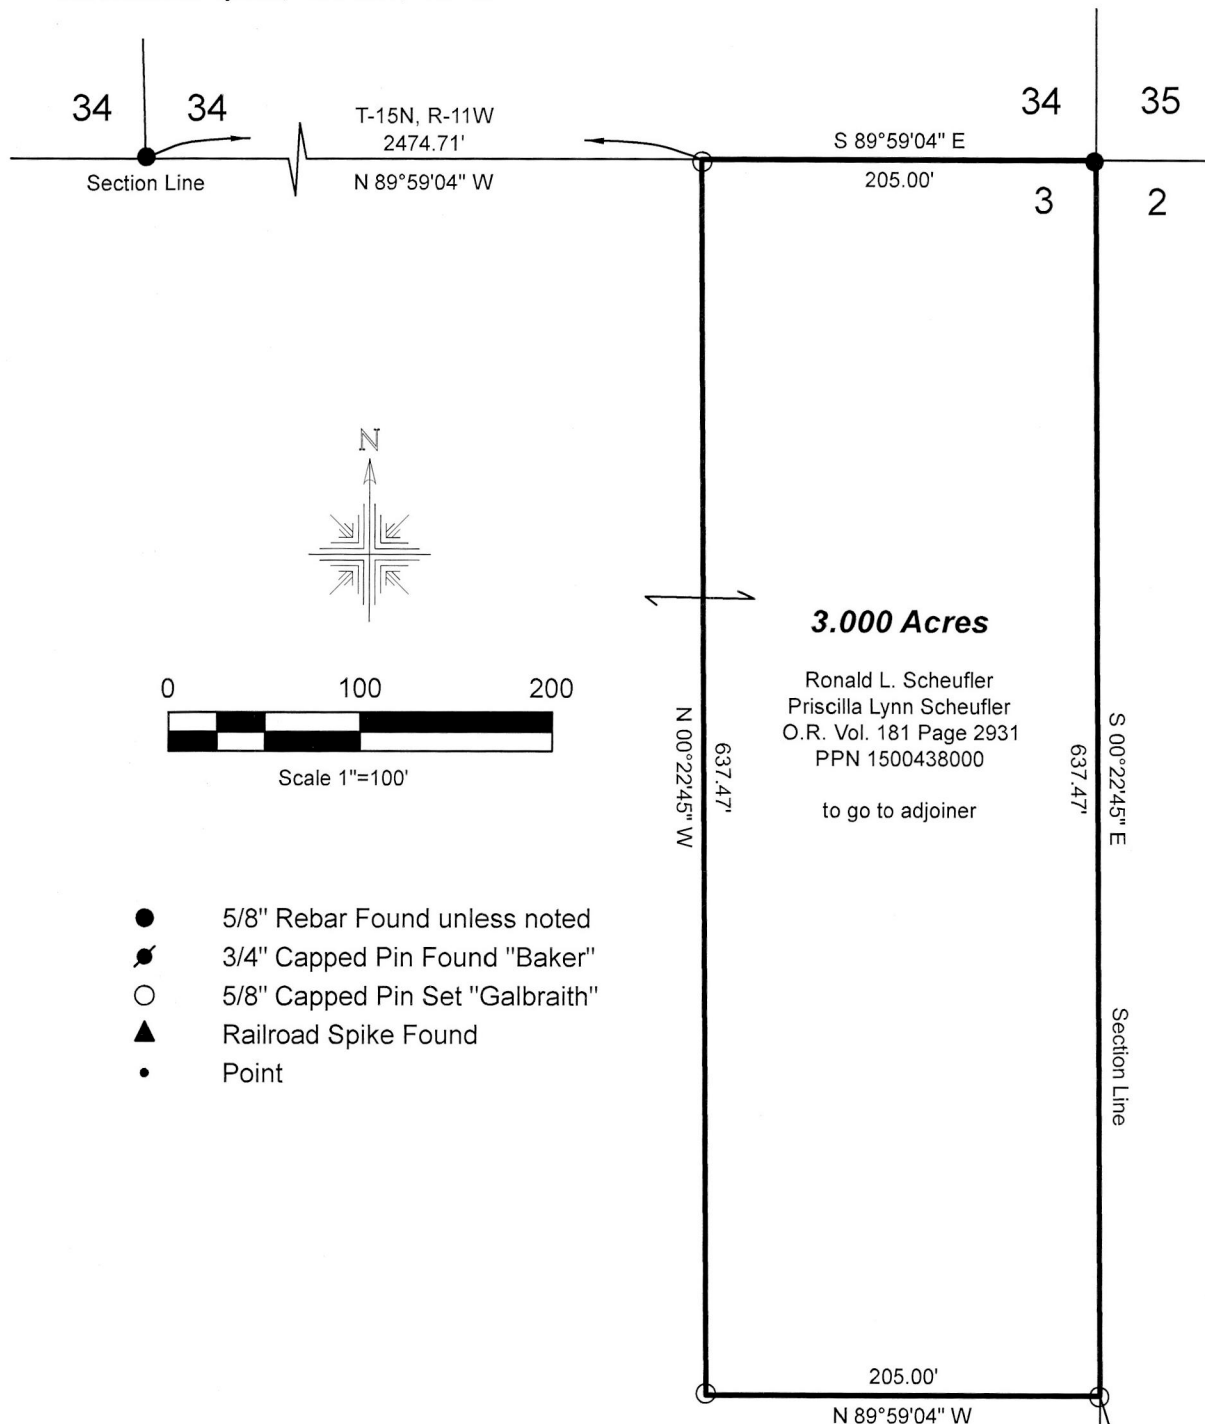 34
34
T-15N, R-11W
2474.71'
N 89°59'04" W
Section Line
34
35
S 89°59'04" E
205.00'
3
2
N
0 100 200
Scale 1"=100'
3.000 Acres
Ronald L. Scheufler
Priscilla Lynn Scheufler
O.R. Vol. 181 Page 2931
PPN 1500438000
to go to adjoiner
N 00°22'45" W
637.47'
637.47'
S 00°22'45" E
Section Line
5/8" Rebar Found unless noted
3/4" Capped Pin Found "Baker"
5/8" Capped Pin Set "Galbraith"
Railroad Spike Found
Point
205.00'
N 89°59'04" W